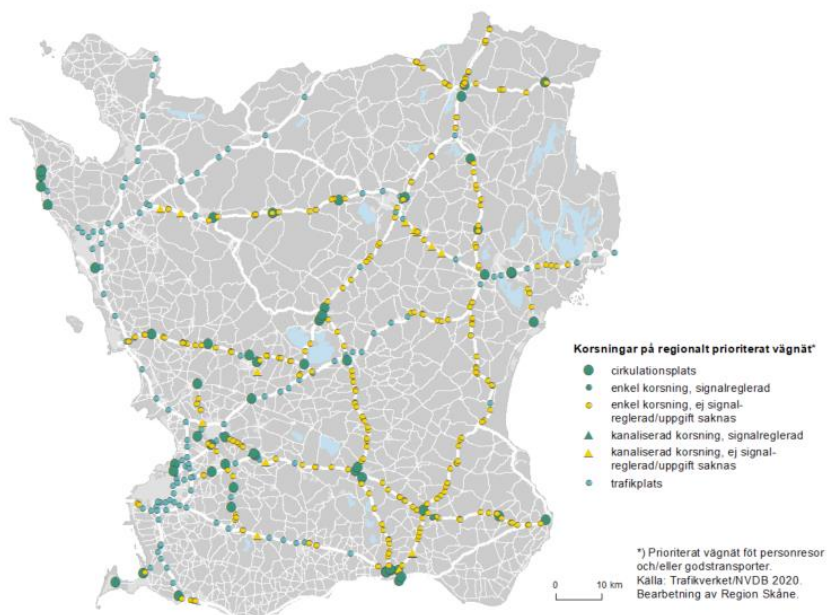 Korsningar på regionalt prioriterat vägnät*
cirkulationsplats
enkel korsning, signalreglerad
enkel korsning, ej signal-
reglerad/uppgift saknas
kanaliserad korsning, signalreglerad
kanaliserad korsning, ej signal-
reglerad/uppgift saknas
trafikplats
*) Prioriterat vägnät föt personresor
och/eller godstransporter.
Källa: Trafikverket/NVDB 2020.
Bearbetning av Region Skåne.
0 10 km